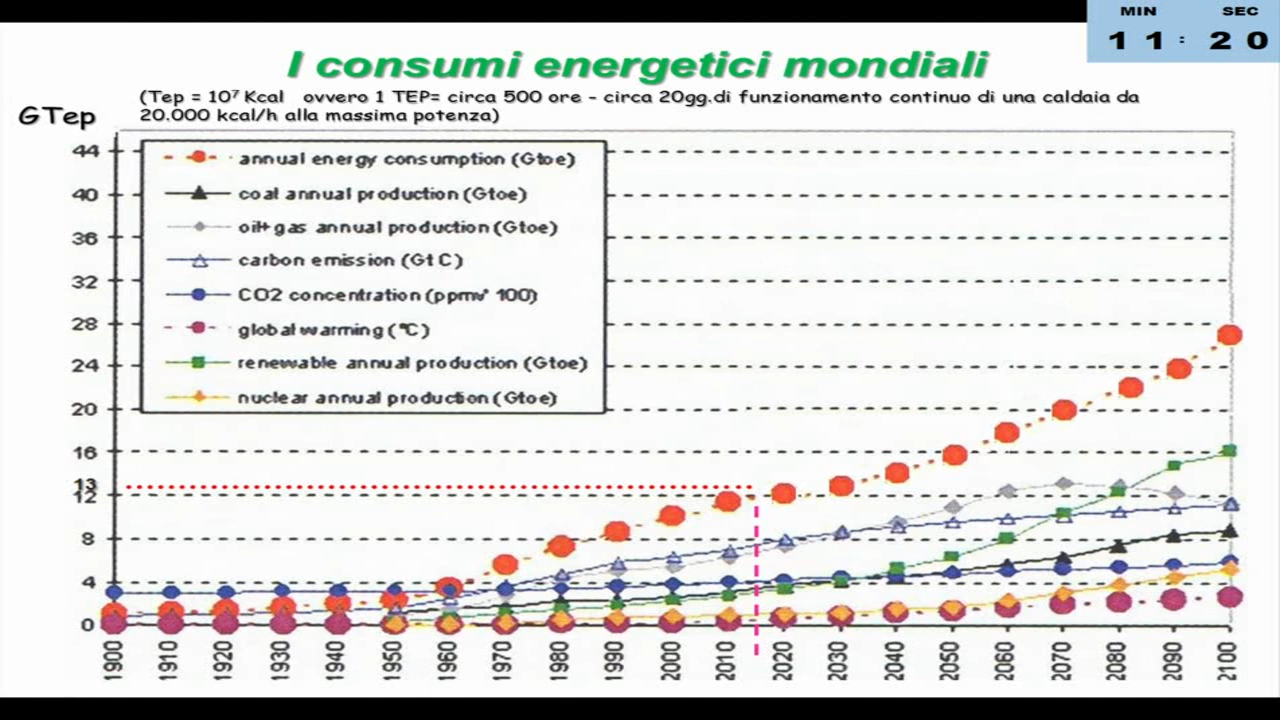 MIN SEC
11: 20
I consumi energetici mondiali
(Tep = 10⁷ Kcal ovvero 1 TEP= circa 500 ore - circa 20gg.di funzionamento continuo di una caldaia da
20.000 kcal/h alla massima potenza)
GTep
44
40
36
32
28
24
20
16
13
12
8
4
0
annual energy consumption (Gtoe)
coal annual production (Gtoe)
oil+gas annual production (Gtoe)
carbon emission (Gt C)
CO2 concentration (ppmv* 100)
global warming (°C)
renewable annual production (Gtoe)
nuclear annual production (Gtoe)
1900 1910 1920 1930 1940 1950 1960 1970 1980 1990 2000 2010 2020 2030 2040 2050 2060 2070 2080 2090 2100